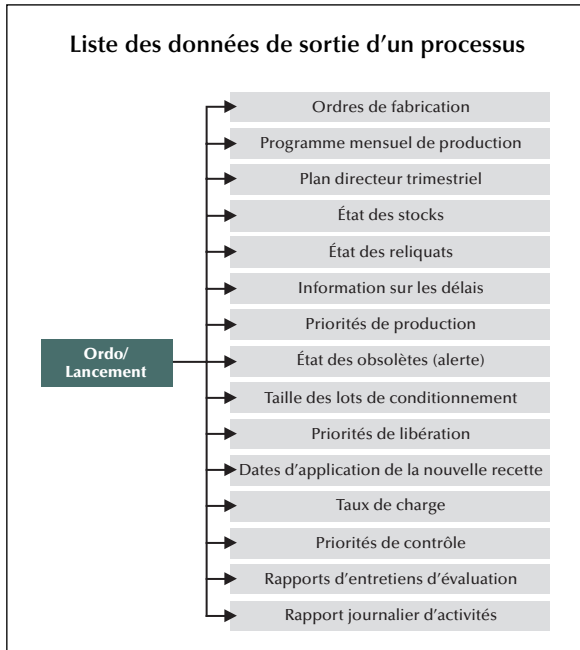 Liste des données de sortie d’un processus
Ordres de fabrication
Programme mensuel de production
Plan directeur trimestriel
État des stocks
État des reliquats
Information sur les délais
Priorités de production
Ordo/
Lancement
État des obsolètes (alerte)
Taille des lots de conditionnement
Priorités de libération
Dates d’application de la nouvelle recette
Taux de charge
Priorités de contrôle
Rapports d’entretiens d’évaluation
Rapport journalier d’activités